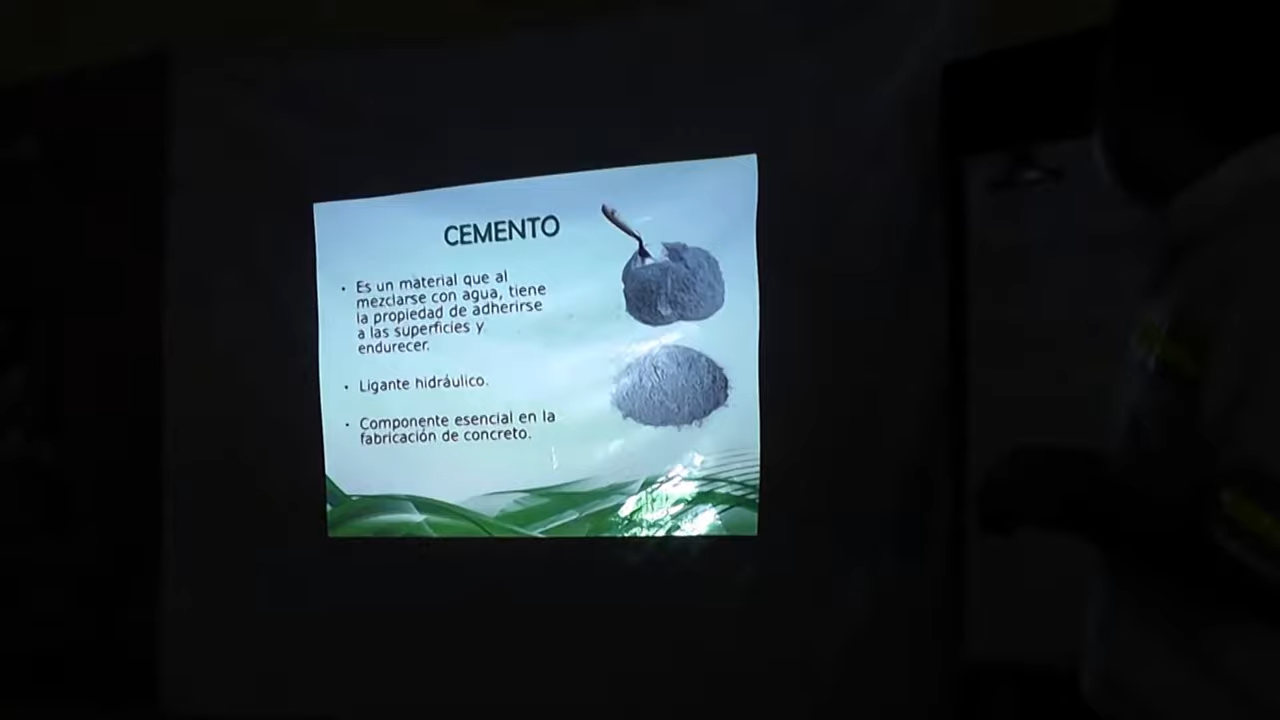 CEMENTO
• Es un material que al
mezclarse con agua, tiene
la propiedad de adherirse
a las superficies y
endurecer.
• Ligante hidráulico.
• Componente esencial en la
fabricación de concreto.